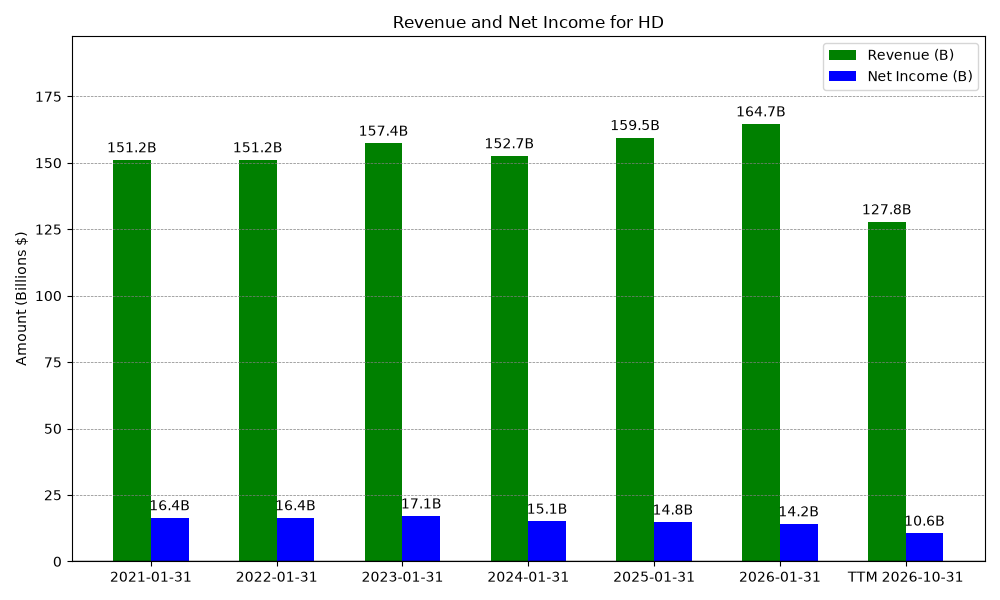 Revenue and Net Income for HD
Revenue (B)
Net Income (B)
Amount (Billions $)
175
150
125
100
75
50
25
0
151.2B
151.2B
157.4B
152.7B
159.5B
164.7B
127.8B
16.4B
16.4B
17.1B
15.1B
14.8B
14.2B
10.6B
2021-01-31
2022-01-31
2023-01-31
2024-01-31
2025-01-31
2026-01-31
TTM 2026-10-31